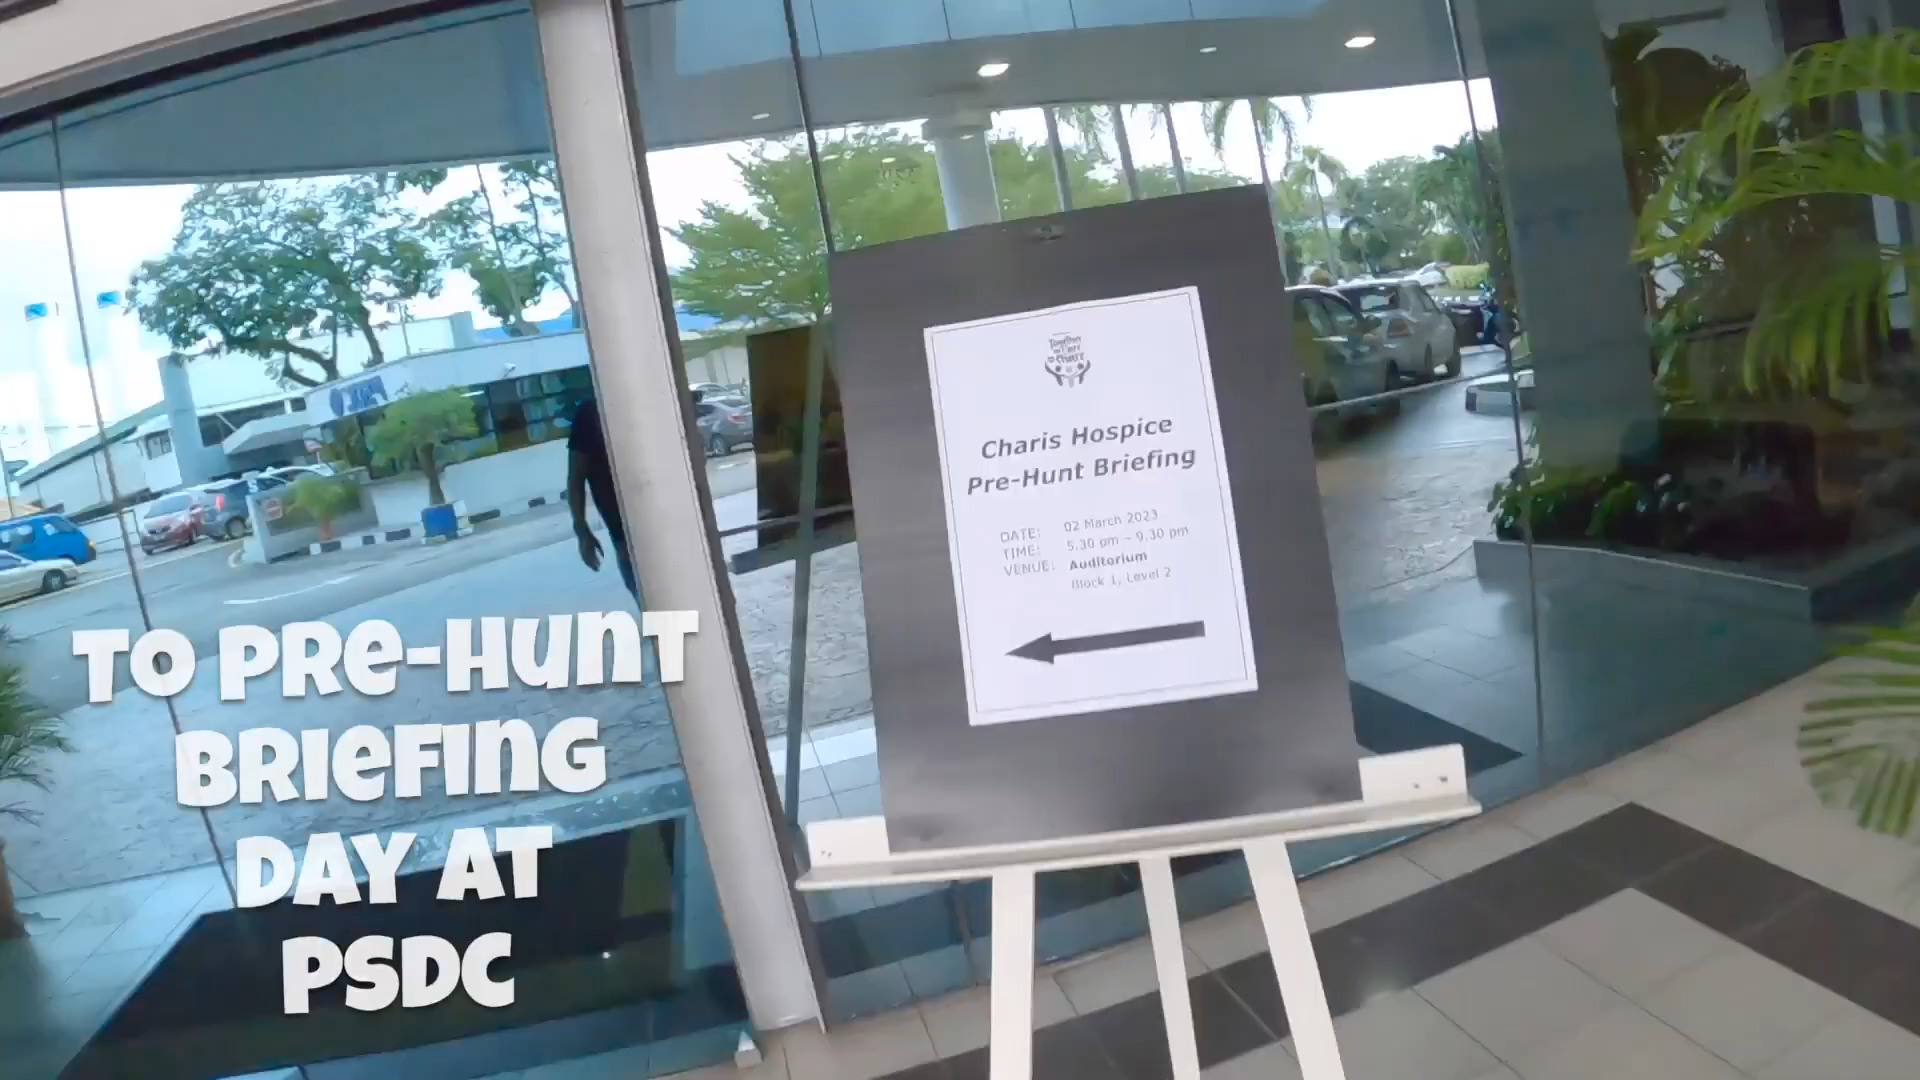 Charis Hospice
Pre-Hunt Briefing
DATE: 02 March 2023
TIME: 5.30 pm – 9.30 pm
VENUE: Auditorium
Block 1, Level 2
TO PRE-HUNT
BRIEFING
DAY AT
PSDC